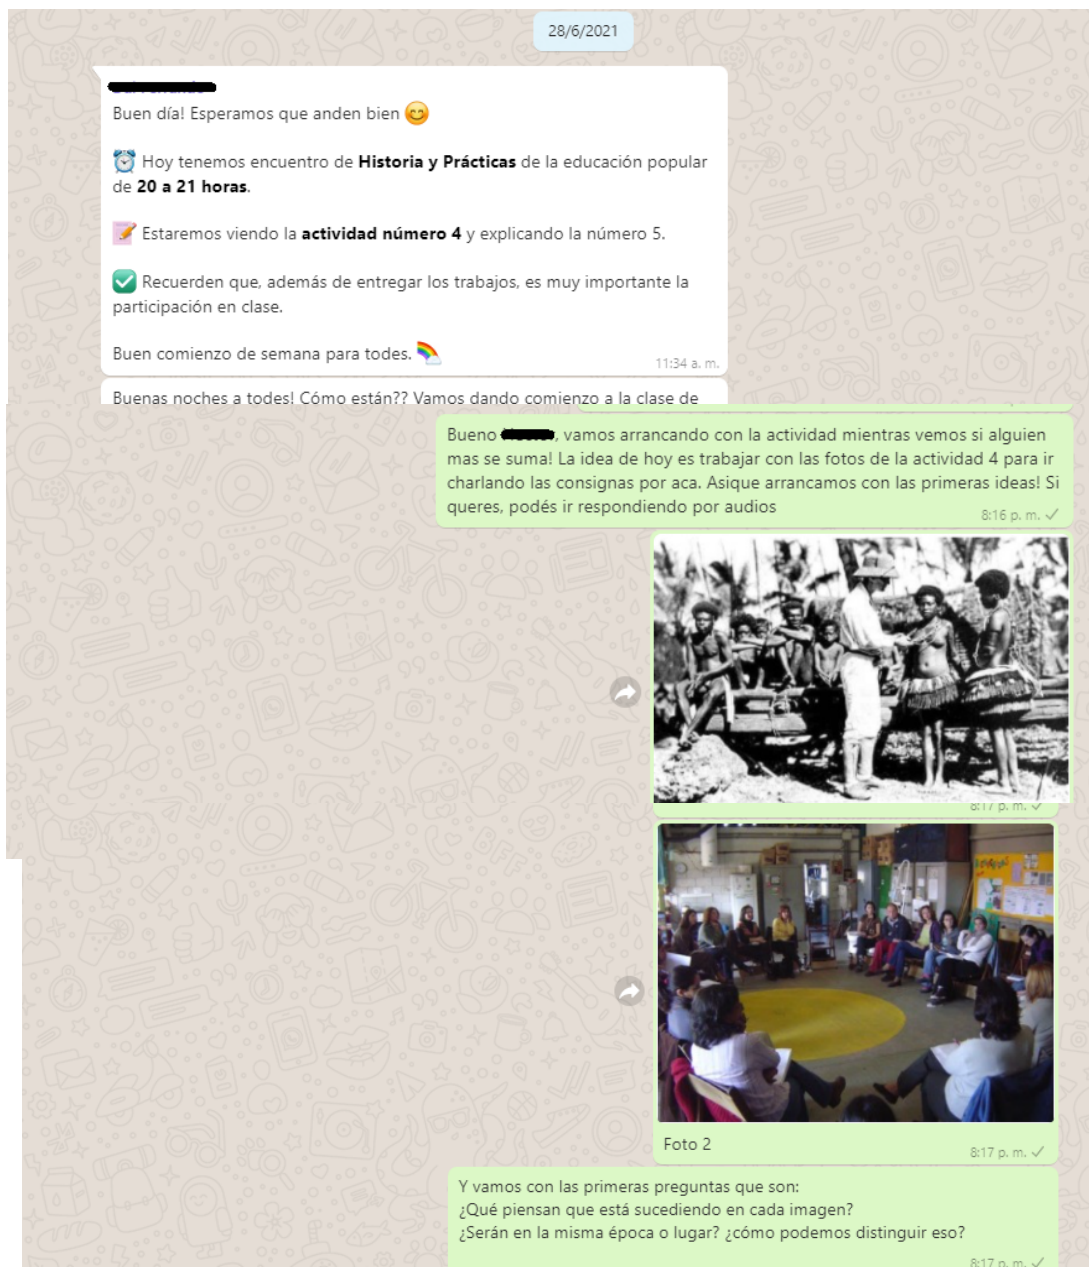 28/6/2021
Buen día! Esperamos que anden bien 😊
⏰ Hoy tenemos encuentro de Historia y Prácticas de la educación popular
de 20 a 21 horas.
📝 Estaremos viendo la actividad número 4 y explicando la número 5.
✅ Recuerden que, además de entregar los trabajos, es muy importante la
participación en clase.
Buen comienzo de semana para todes. 🌈
11:34 a. m.
Buenas noches a todes! Cómo están?? Vamos dando comienzo a la clase de
Bueno , vamos arrancando con la actividad mientras vemos si alguien
mas se suma! La idea de hoy es trabajar con las fotos de la actividad 4 para ir
charlando las consignas por aca. Asique arrancamos con las primeras ideas! Si
queres, podés ir respondiendo por audios
8:16 p. m.
8:17 p. m.
Foto 2
8:17 p. m.
Y vamos con las primeras preguntas que son:
¿Qué piensan que está sucediendo en cada imagen?
¿Serán en la misma época o lugar? ¿cómo podemos distinguir eso?
8:17 p. m.